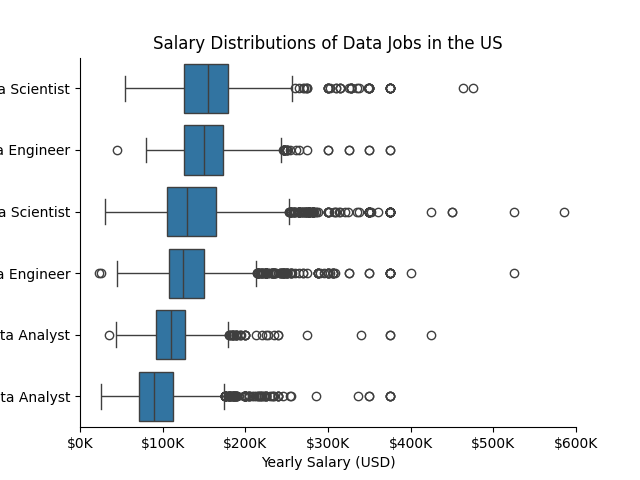 Salary Distributions of Data Jobs in the US
a Scientist
a Engineer
a Scientist
a Engineer
ta Analyst
ta Analyst
$0K $100K $200K $300K $400K $500K $600K
Yearly Salary (USD)